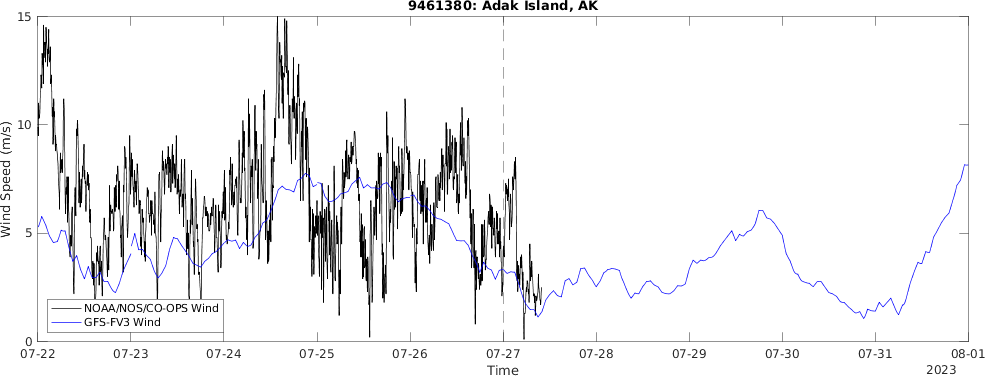 9461380: Adak Island, AK
15
10
5
0
Wind Speed (m/s)
NOAA/NOS/CO-OPS Wind
GFS-FV3 Wind
07-22 07-23 07-24 07-25 07-26 07-27 07-28 07-29 07-30 07-31 08-01
Time
2023